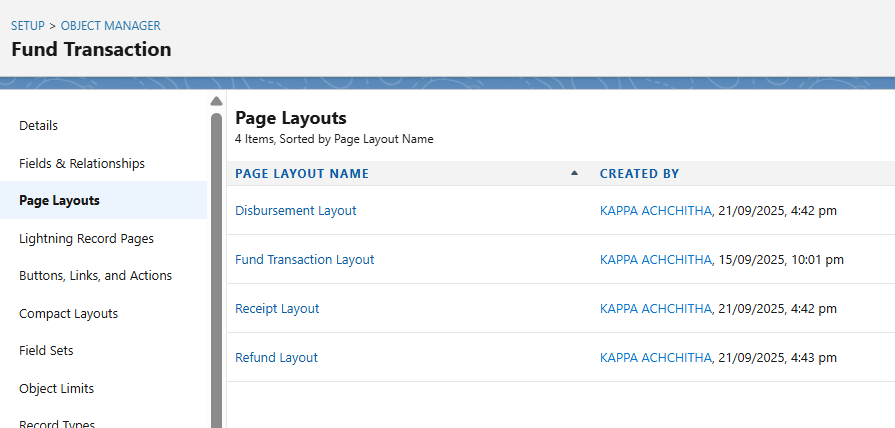 SETUP > OBJECT MANAGER
Fund Transaction
Details
Fields & Relationships
Page Layouts
Lightning Record Pages
Buttons, Links, and Actions
Compact Layouts
Field Sets
Object Limits
Record Types
Page Layouts
4 Items, Sorted by Page Layout Name
PAGE LAYOUT NAME CREATED BY
Disbursement Layout KAPPA ACHCHITHA, 21/09/2025, 4:42 pm
Fund Transaction Layout KAPPA ACHCHITHA, 15/09/2025, 10:01 pm
Receipt Layout KAPPA ACHCHITHA, 21/09/2025, 4:42 pm
Refund Layout KAPPA ACHCHITHA, 21/09/2025, 4:43 pm